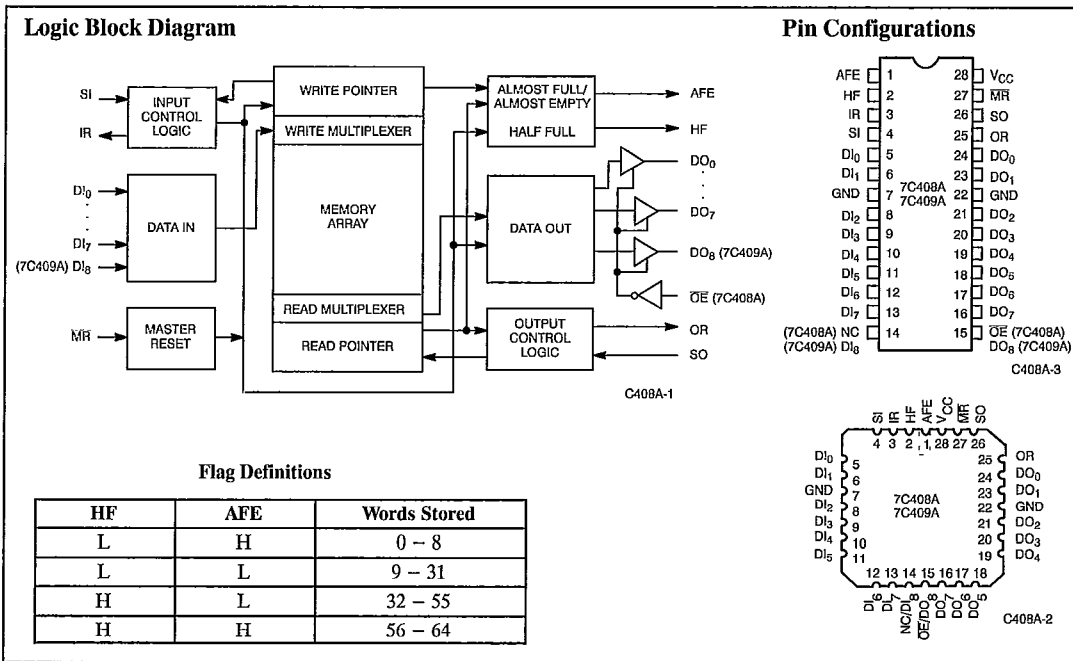 Logic Block Diagram
SI
IR
INPUT
CONTROL
LOGIC
DI0
DI7
(7C409A) DI8
DATA IN
MR
MASTER
RESET
WRITE POINTER
WRITE MULTIPLEXER
MEMORY
ARRAY
READ MULTIPLEXER
READ POINTER
ALMOST FULL/
ALMOST EMPTY
HALF FULL
AFE
HF
DATA OUT
DO0
DO7
DO8 (7C409A)
OE (7C408A)
OUTPUT
CONTROL
LOGIC
OR
SO
C408A-1
Pin Configurations
AFE 1 28 VCC
HF 2 27 MR
IR 3 26 SO
SI 4 25 OR
DI0 5 24 DO0
DI1 6 23 DO1
GND 7 22 GND
7C408A
7C409A
DI2 8 21 DO2
DI3 9 20 DO3
DI4 10 19 DO4
DI5 11 18 DO5
DI6 12 17 DO6
DI7 13 16 DO7
(7C408A) NC 14 15 OE (7C408A)
(7C409A) DI8 DO8 (7C409A)
C408A-3
SI IR HF AFE VCC MR SO
4 3 2 1 28 27 26
DI0 5 25 OR
DI1 6 24 DO0
GND 7 23 DO1
DI2 8 22 GND
DI3 9 21 DO2
DI4 10 20 DO3
DI5 11 19 DO4
7C408A
7C409A
12 13 14 15 16 17 18
DI6 DI7 NC/DI8 OE/DO8 DO7 DO6 DO5
C408A-2
Flag Definitions
HF AFE Words Stored
L H 0 – 8
L L 9 – 31
H L 32 – 55
H H 56 – 64